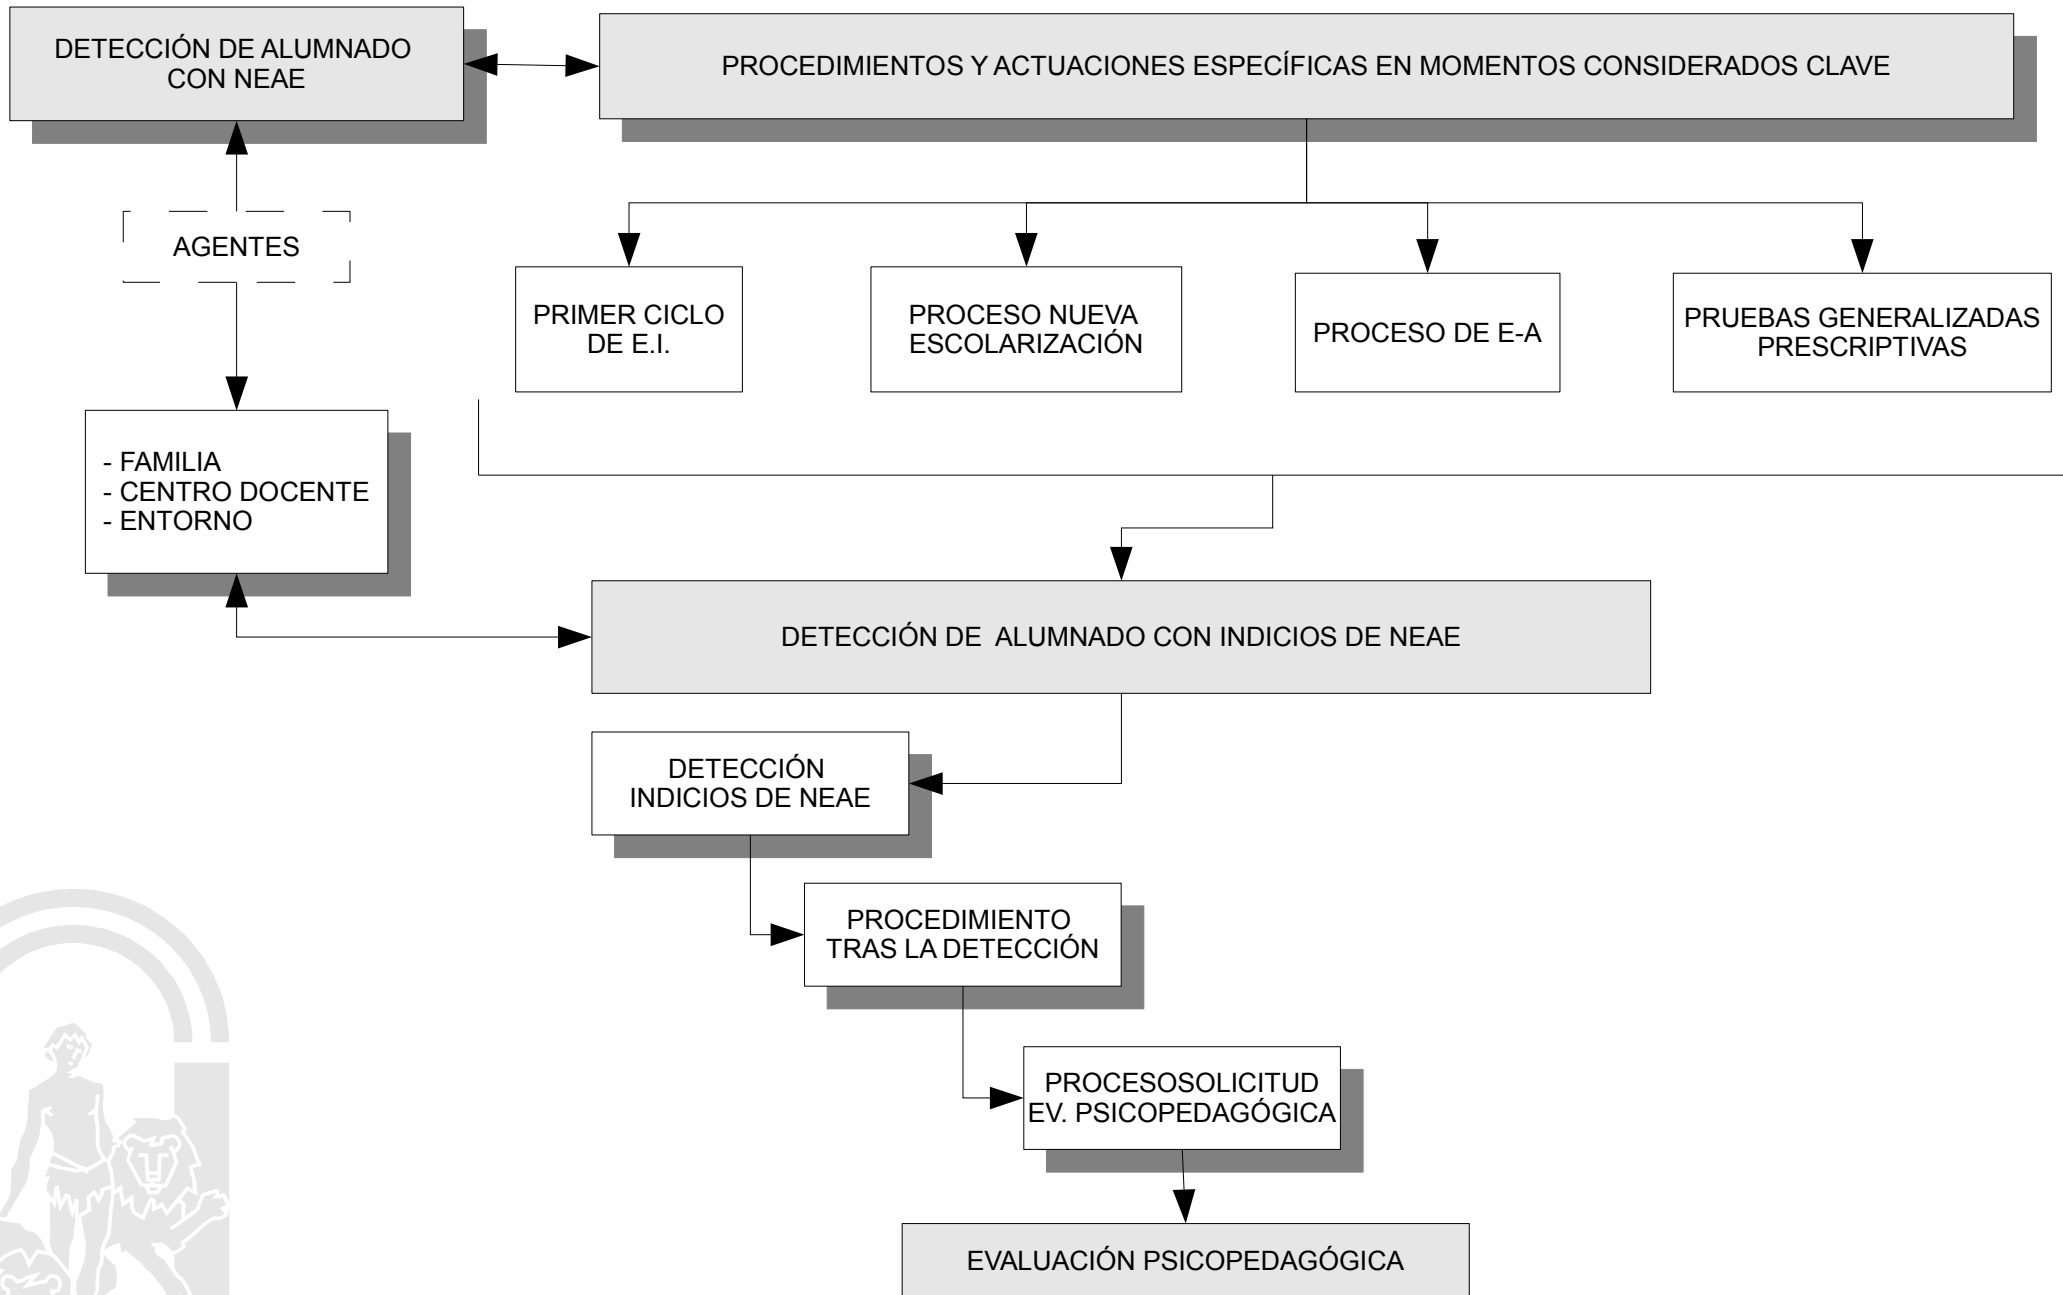 DETECCIÓN DE ALUMNADO
CON NEAE
PROCEDIMIENTOS Y ACTUACIONES ESPECÍFICAS EN MOMENTOS CONSIDERADOS CLAVE
AGENTES
PRIMER CICLO
DE E.I.
PROCESO NUEVA
ESCOLARIZACIÓN
PROCESO DE E-A
PRUEBAS GENERALIZADAS
PRESCRIPTIVAS
- FAMILIA
- CENTRO DOCENTE
- ENTORNO
DETECCIÓN DE ALUMNADO CON INDICIOS DE NEAE
DETECCIÓN
INDICIOS DE NEAE
PROCEDIMIENTO
TRAS LA DETECCIÓN
PROCESOSOLICITUD
EV. PSICOPEDAGÓGICA
EVALUACIÓN PSICOPEDAGÓGICA